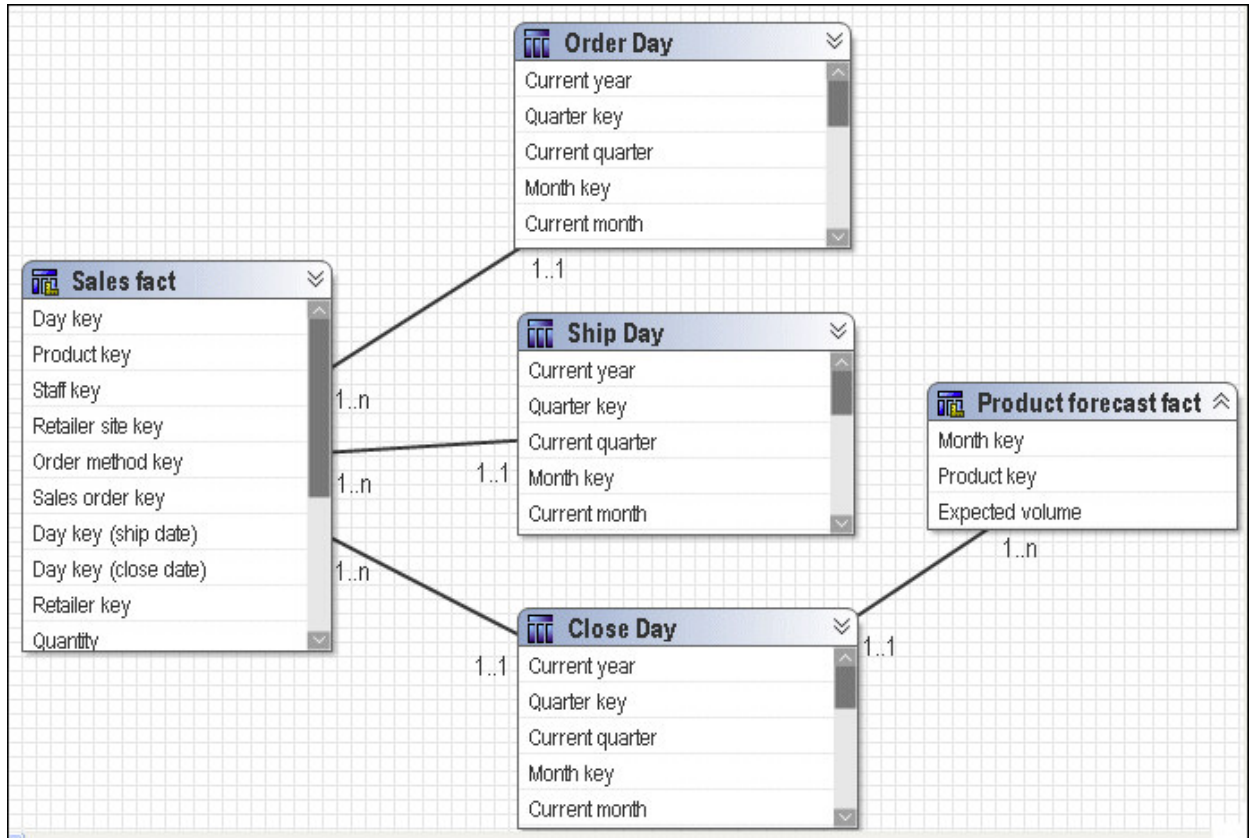 Order Day
Current year
Quarter key
Current quarter
Month key
Current month
1..1
Sales fact
Day key
Product key
Staff key
Retailer site key
Order method key
Sales order key
Day key (ship date)
Day key (close date)
Retailer key
Quantity
1..n
1..n
1..n
Ship Day
Current year
Quarter key
Current quarter
Month key
Current month
1..1
Product forecast fact
Month key
Product key
Expected volume
1..n
Close Day
Current year
Quarter key
Current quarter
Month key
Current month
1..1
1..1